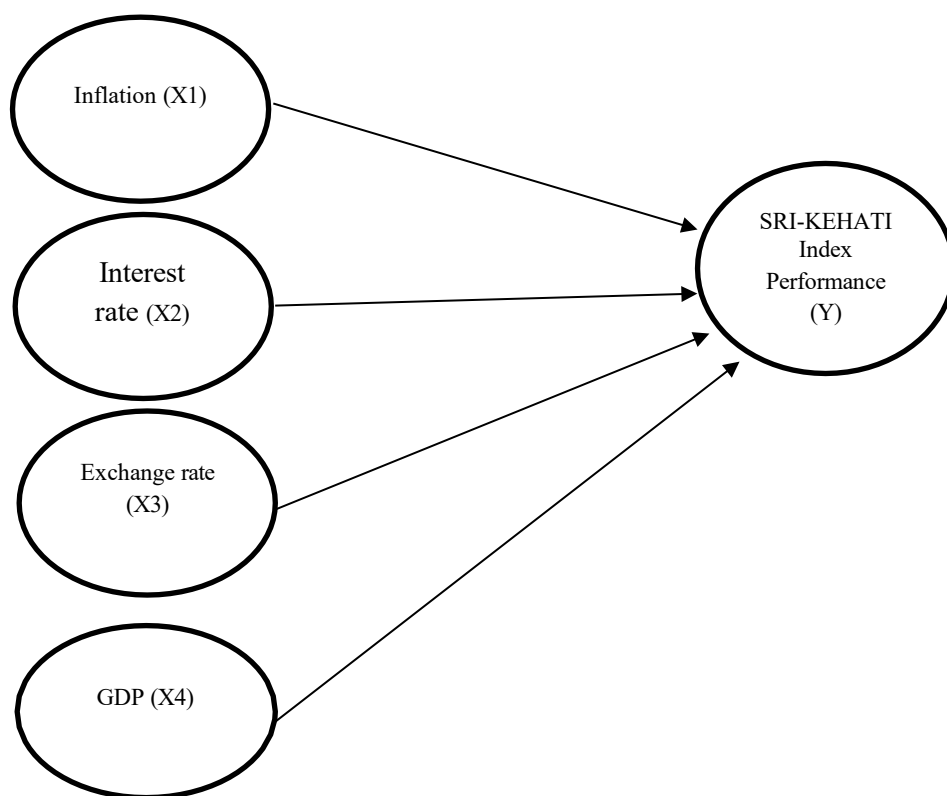 Inflation (X1)
Interest
rate (X2)
Exchange rate
(X3)
GDP (X4)
SRI-KEHATI
Index
Performance
(Y)